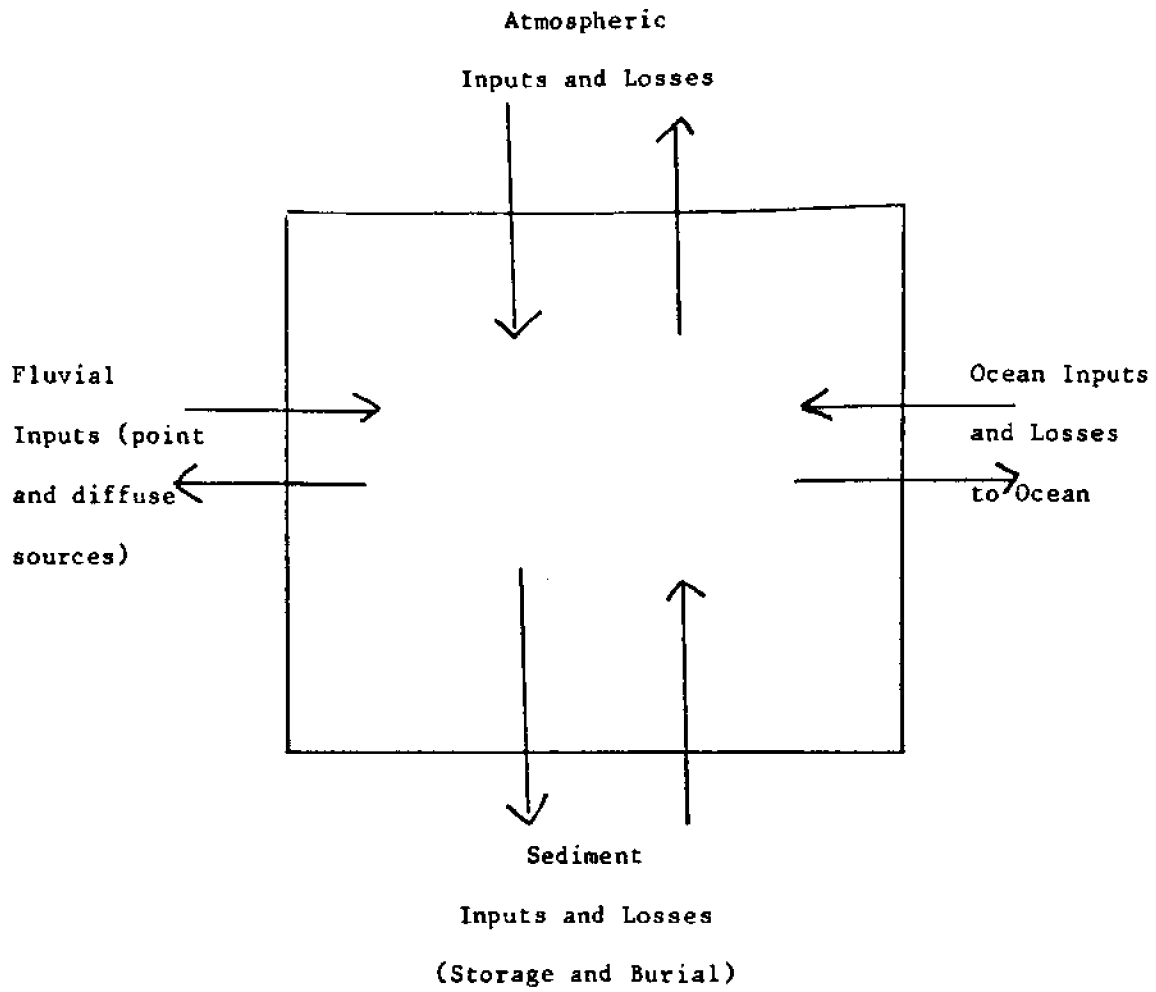 Atmospheric
Inputs and Losses
Fluvial
Inputs (point
and diffuse
sources)
Ocean Inputs
and Losses
to Ocean
Sediment
Inputs and Losses
(Storage and Burial)